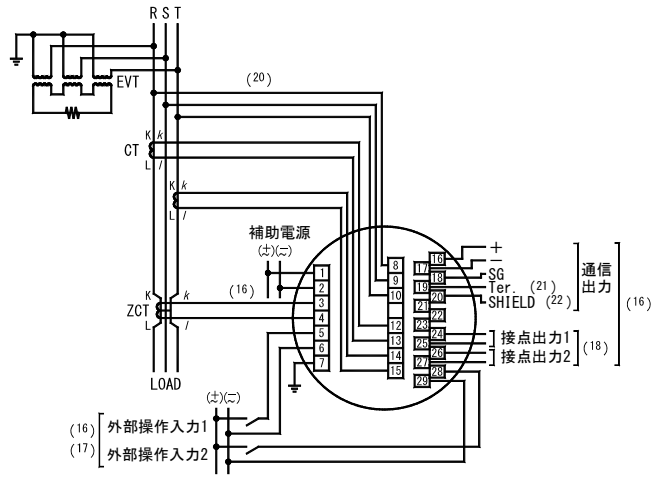 R S T
EVT
(20)
K k
CT
L l
K k
L l
補助電源
(±)(−)
1
2
3
4
5
6
7
8
9
10
12
13
14
15
16
17
18
19
20
21
22
23
24
25
26
27
28
29
+
−
SG
Ter. (21)
SHIELD (22)
通信
出力
(16)
接点出力1
接点出力2
(18)
(16)
K k
ZCT
L l
LOAD
(±)(−)
(16)
(17)
外部操作入力1
外部操作入力2